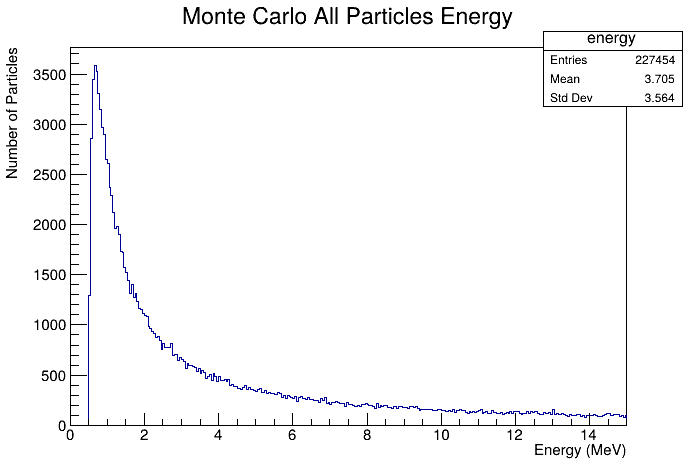 Monte Carlo All Particles Energy
energy
Entries 227454
Mean 3.705
Std Dev 3.564
Number of Particles
3500
3000
2500
2000
1500
1000
500
0
0 2 4 6 8 10 12 14
Energy (MeV)